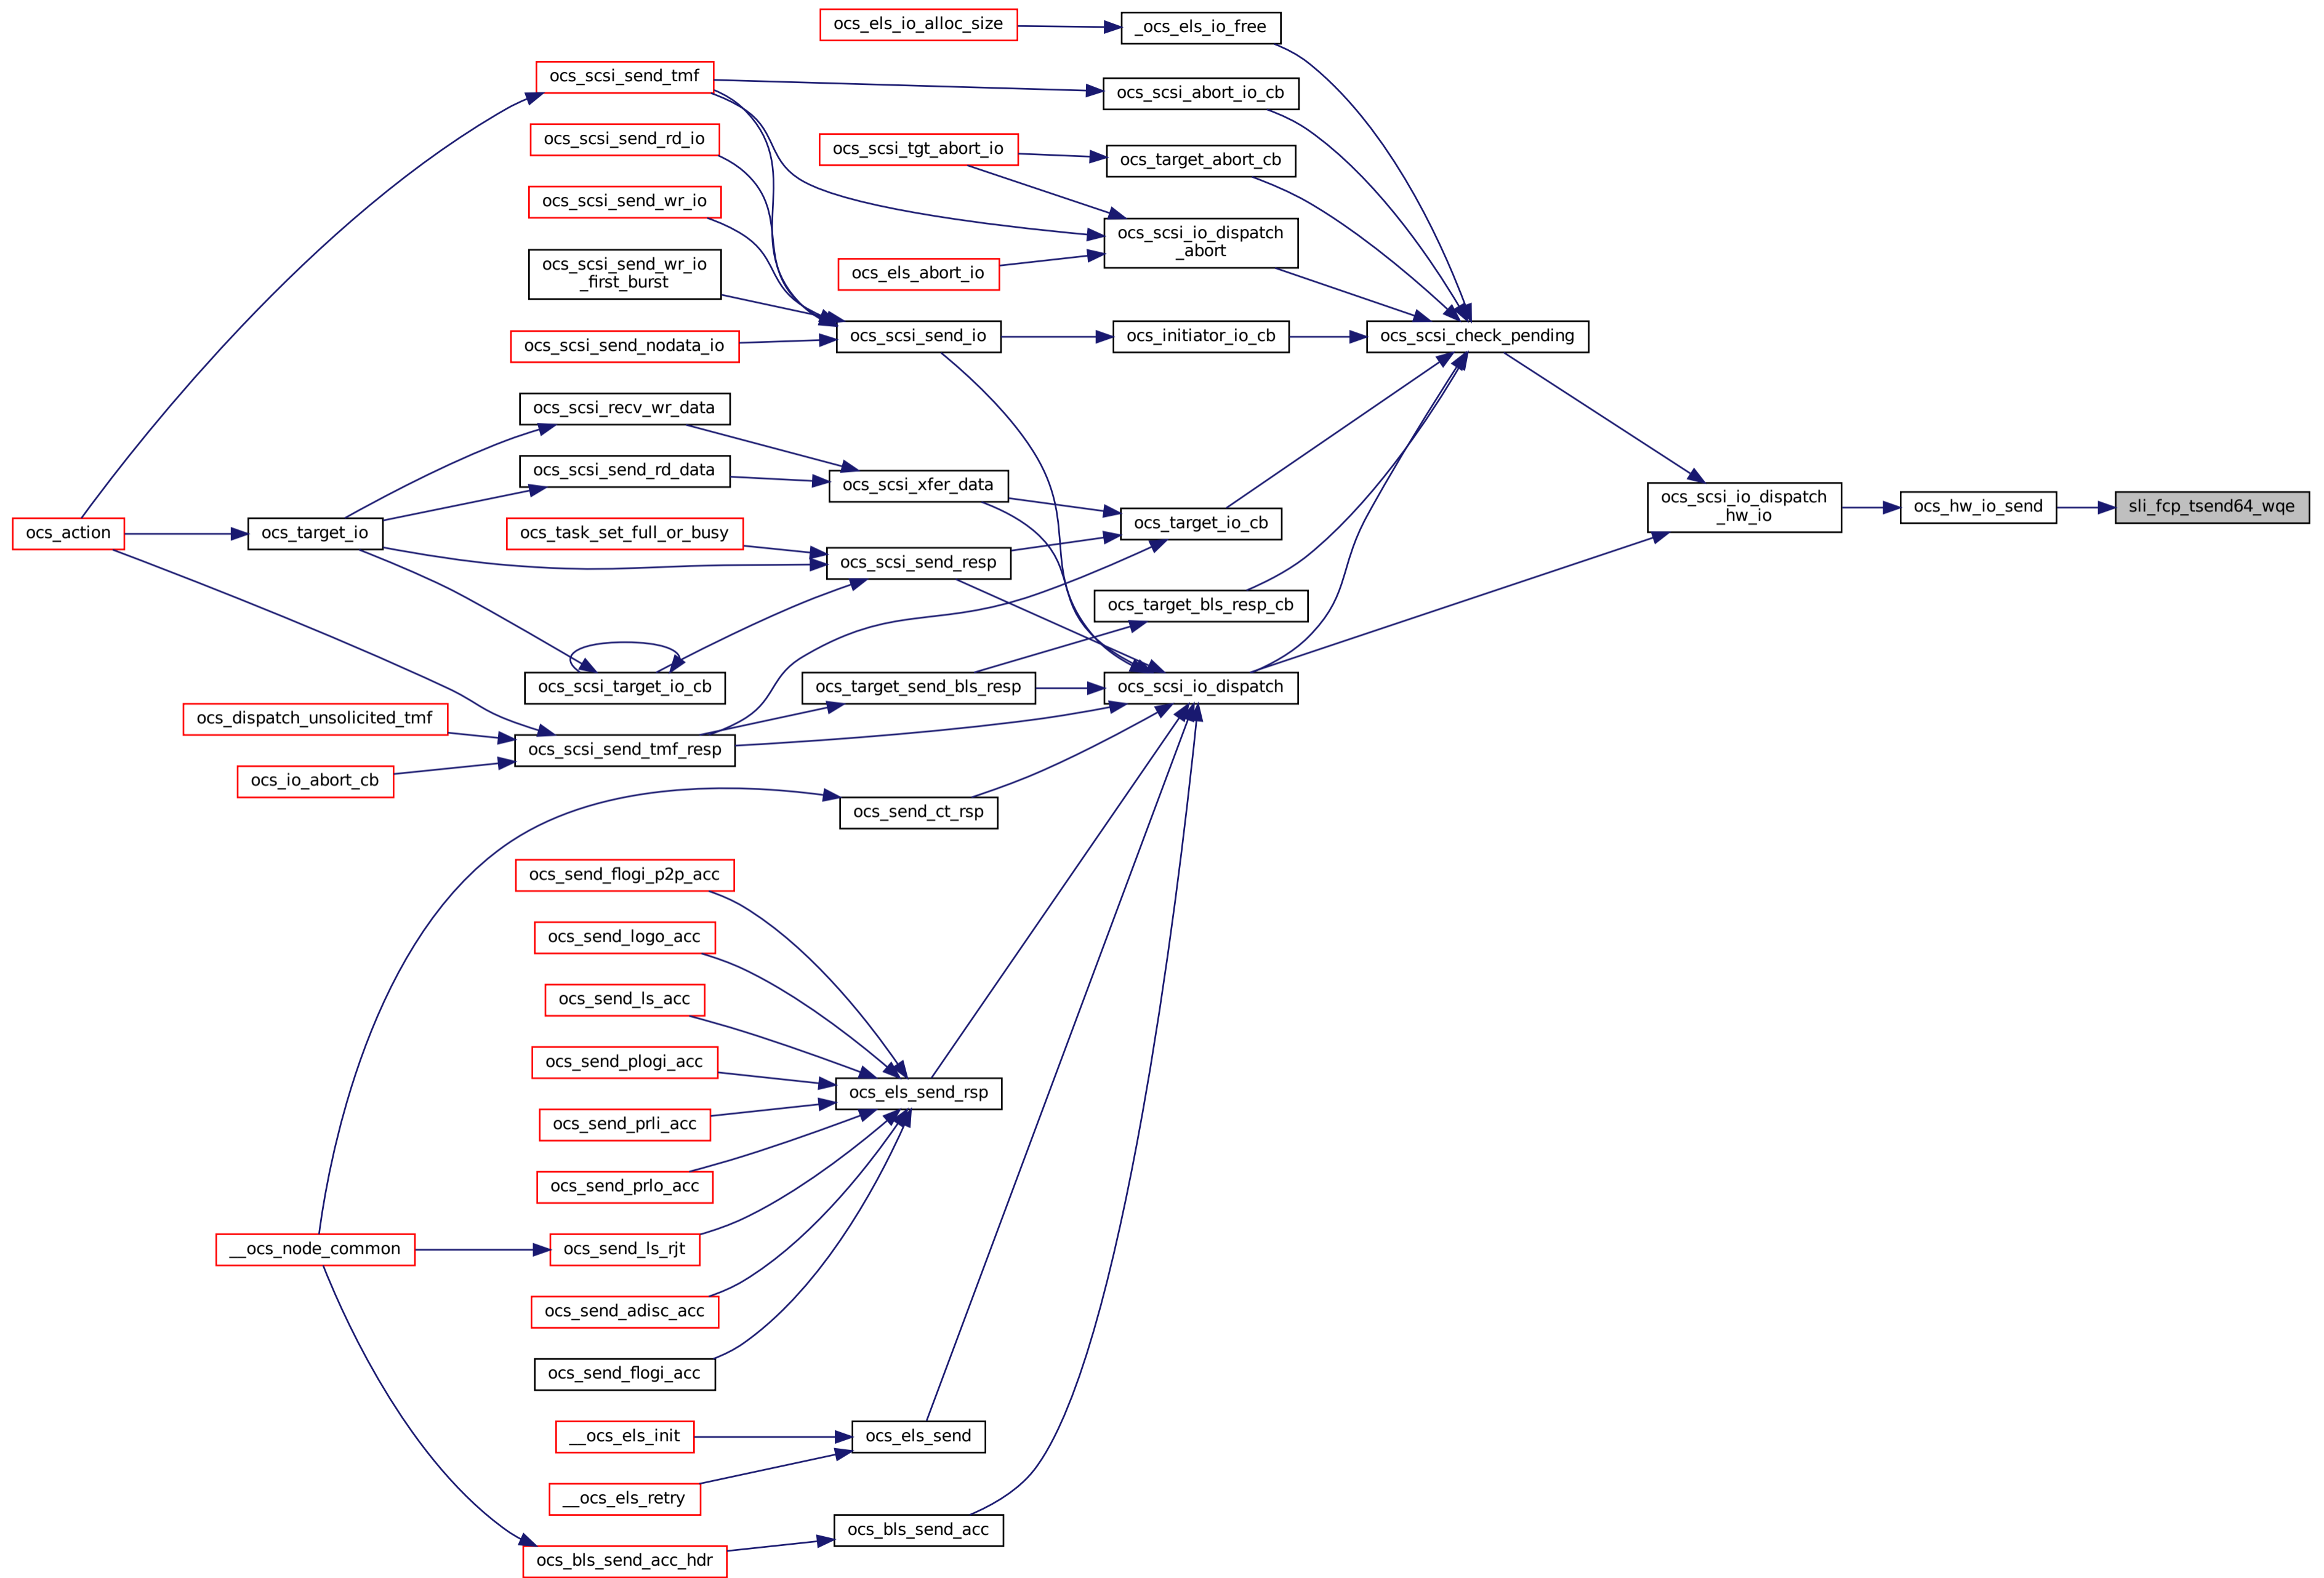 ocs_els_io_alloc_size
_ocs_els_io_free
ocs_scsi_send_tmf
ocs_scsi_abort_io_cb
ocs_scsi_send_rd_io
ocs_scsi_tgt_abort_io
ocs_target_abort_cb
ocs_scsi_send_wr_io
ocs_scsi_io_dispatch
_abort
ocs_scsi_send_wr_io
_first_burst
ocs_els_abort_io
ocs_scsi_send_nodata_io
ocs_scsi_send_io
ocs_initiator_io_cb
ocs_scsi_check_pending
ocs_scsi_recv_wr_data
ocs_scsi_send_rd_data
ocs_scsi_xfer_data
ocs_action
ocs_target_io
ocs_task_set_full_or_busy
ocs_target_io_cb
ocs_scsi_io_dispatch
_hw_io
ocs_hw_io_send
sli_fcp_tsend64_wqe
ocs_scsi_send_resp
ocs_target_bls_resp_cb
ocs_scsi_target_io_cb
ocs_target_send_bls_resp
ocs_scsi_io_dispatch
ocs_dispatch_unsolicited_tmf
ocs_scsi_send_tmf_resp
ocs_io_abort_cb
ocs_send_ct_rsp
ocs_send_flogi_p2p_acc
ocs_send_logo_acc
ocs_send_ls_acc
ocs_send_plogi_acc
ocs_els_send_rsp
ocs_send_prli_acc
ocs_send_prlo_acc
__ocs_node_common
ocs_send_ls_rjt
ocs_send_adisc_acc
ocs_send_flogi_acc
__ocs_els_init
ocs_els_send
__ocs_els_retry
ocs_bls_send_acc
ocs_bls_send_acc_hdr